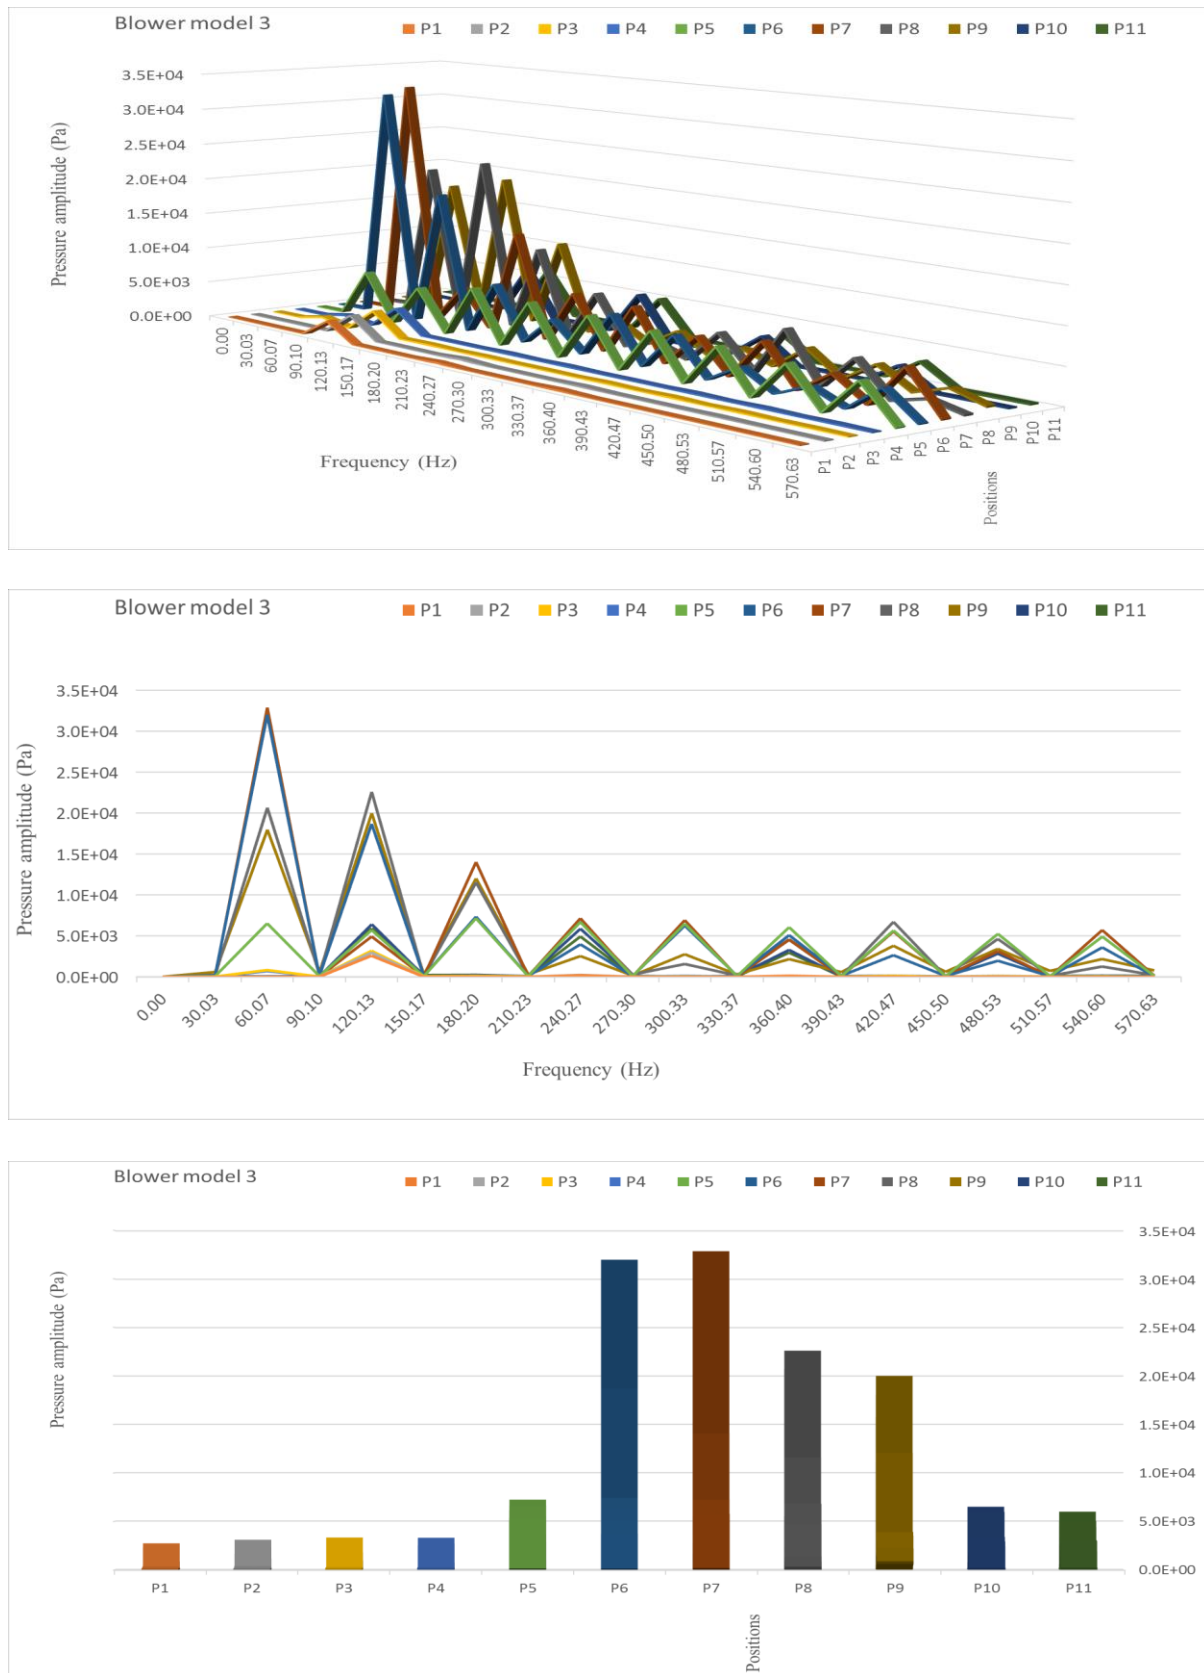 Blower model 3
P1 P2 P3 P4 P5 P6 P7 P8 P9 P10 P11
Pressure amplitude (Pa)
3.5E+04
3.0E+04
2.5E+04
2.0E+04
1.5E+04
1.0E+04
5.0E+03
0.0E+00
0.00
30.03
60.07
90.10
120.13
150.17
180.20
210.23
240.27
270.30
300.33
330.37
360.40
390.43
420.47
450.50
480.53
510.57
540.60
570.63
Frequency (Hz)
P1
P2
P3
P4
P5
P6
P7
P8
P9
P10
P11
Positions
Blower model 3
P1 P2 P3 P4 P5 P6 P7 P8 P9 P10 P11
Pressure amplitude (Pa)
3.5E+04
3.0E+04
2.5E+04
2.0E+04
1.5E+04
1.0E+04
5.0E+03
0.0E+00
0.00 30.03 60.07 90.10 120.13 150.17 180.20 210.23 240.27 270.30 300.33 330.37 360.40 390.43 420.47 450.50 480.53 510.57 540.60 570.63
Frequency (Hz)
Blower model 3
P1 P2 P3 P4 P5 P6 P7 P8 P9 P10 P11
Pressure amplitude (Pa)
3.5E+04
3.0E+04
2.5E+04
2.0E+04
1.5E+04
1.0E+04
5.0E+03
0.0E+00
P1 P2 P3 P4 P5 P6 P7 P8 P9 P10 P11
Positions